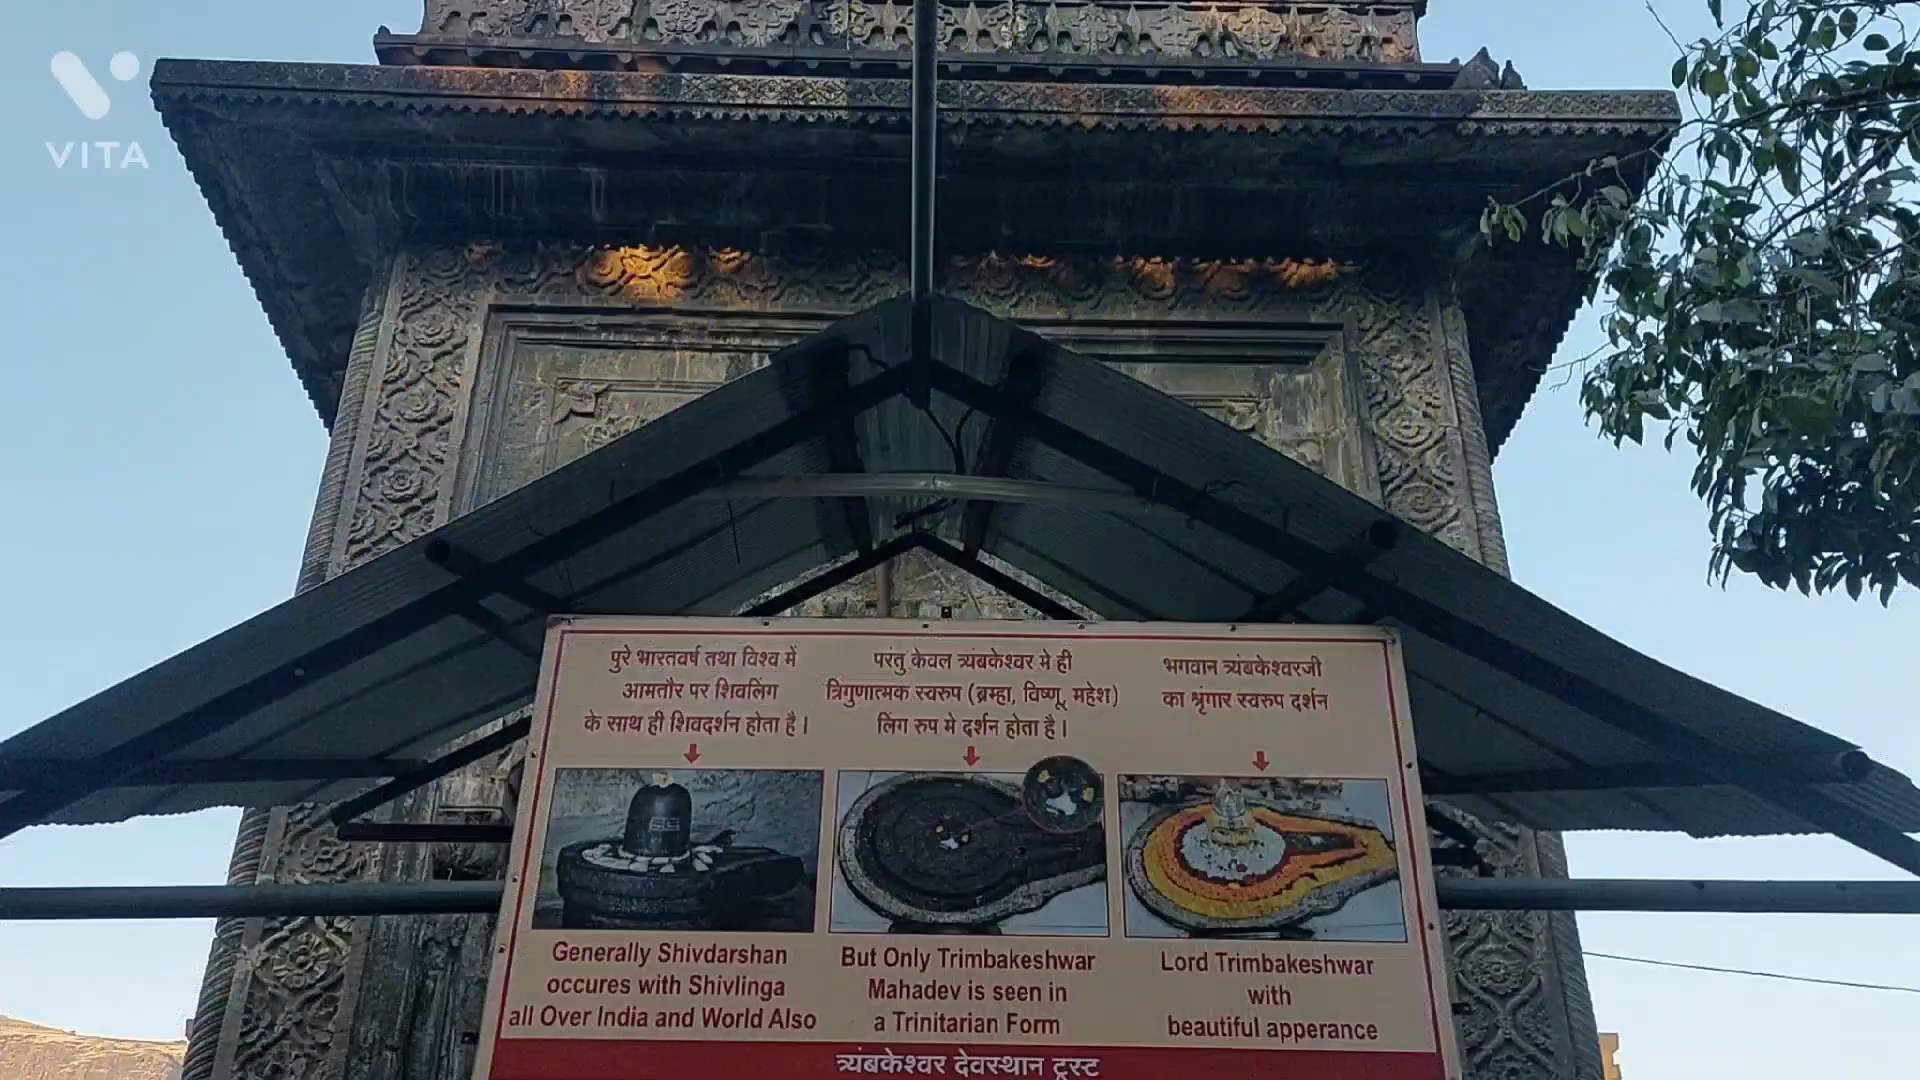 VITA
पुरे भारतवर्ष तथा विश्व में
आमतौर पर शिवलिंग
के साथ ही शिवदर्शन होता है।
परंतु केवल त्र्यंबकेश्वर मे ही
त्रिगुणात्मक स्वरुप (ब्रम्हा, विष्णू, महेश)
लिंग रुप मे दर्शन होता है।
भगवान त्र्यंबकेश्वरजी
का श्रृंगार स्वरुप दर्शन
Generally Shivdarshan
occures with Shivlinga
all Over India and World Also
But Only Trimbakeshwar
Mahadev is seen in
a Trinitarian Form
Lord Trimbakeshwar
with
beautiful apperance
त्र्यंबकेश्वर देवस्थान ट्रस्ट